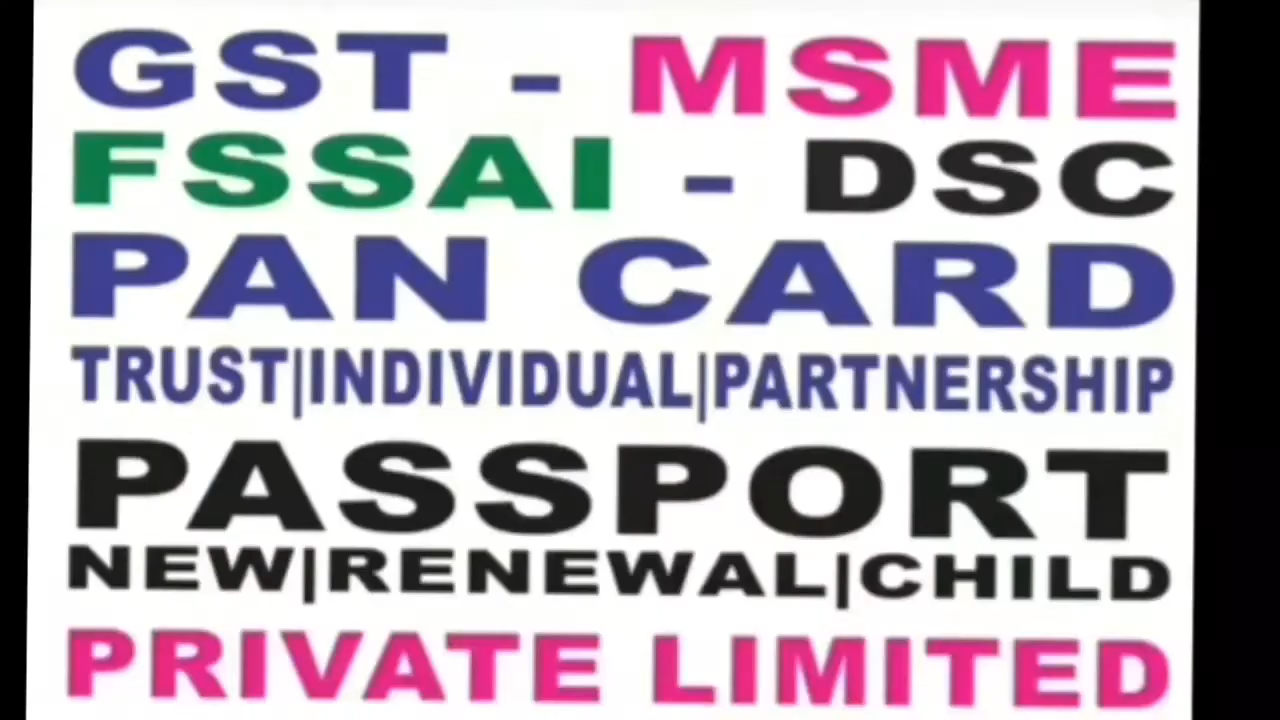 GST - MSME
FSSAI - DSC
PAN CARD
TRUST|INDIVIDUAL|PARTNERSHIP
PASSPORT
NEW|RENEWAL|CHILD
PRIVATE LIMITED